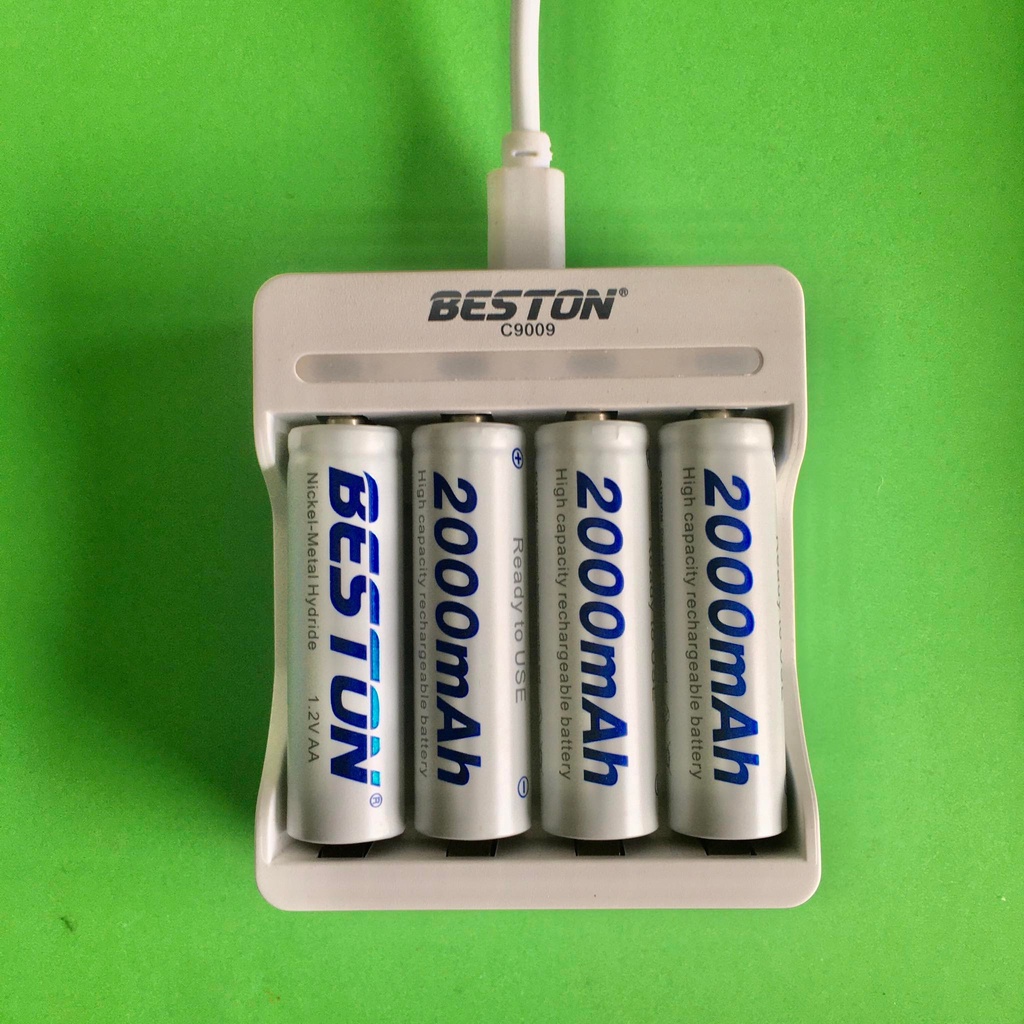 BESTON®
C9009
BESTON®
Nickel-Metal Hydride 1.2V AA
2000mAh
High capacity rechargeable battery
+ Ready to USE −
2000mAh
High capacity rechargeable battery
2000mAh
High capacity rechargeable battery